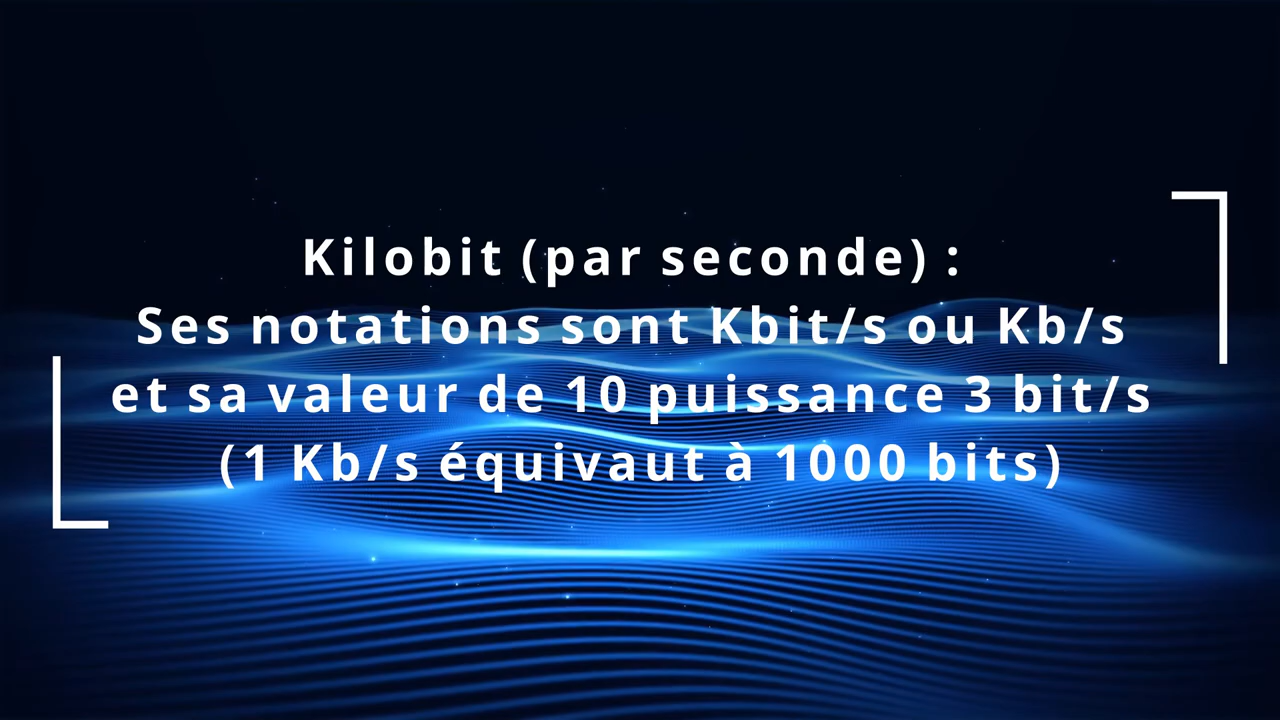 Kilobit (par seconde) :
Ses notations sont Kbit/s ou Kb/s
et sa valeur de 10 puissance 3 bit/s
(1 Kb/s équivaut à 1000 bits)